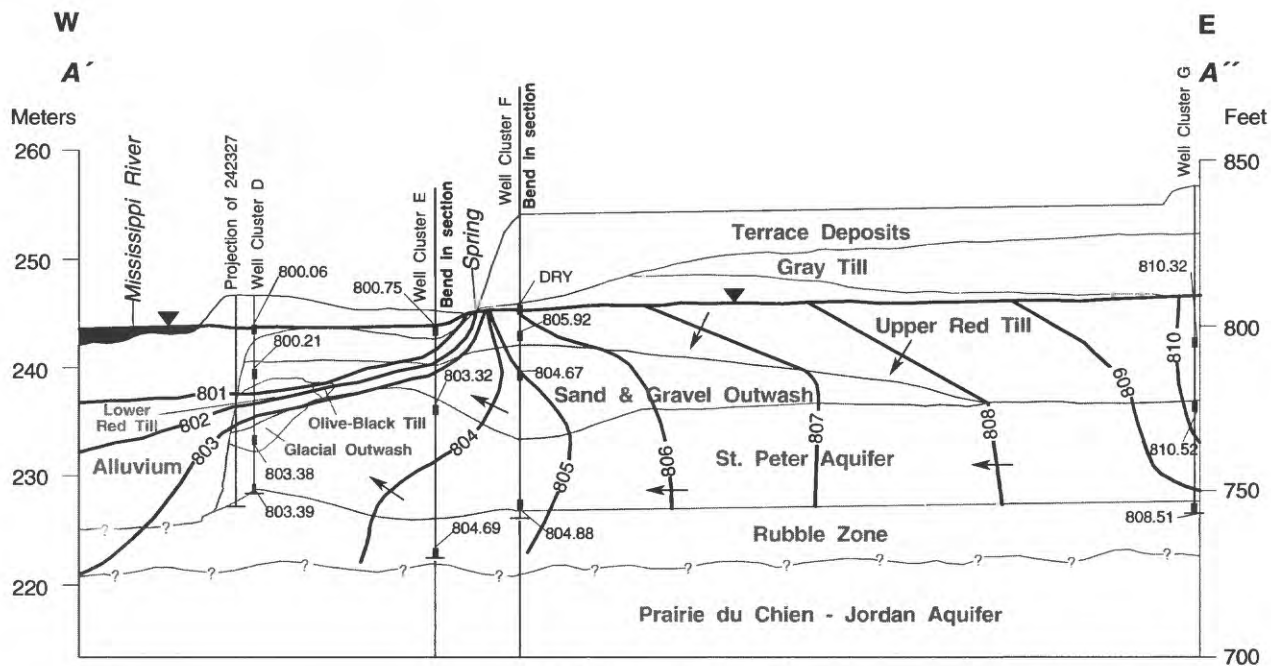 W
E
A´
A´´
Meters
Feet
260
250
240
230
220
850
800
750
700
Mississippi River
Projection of 242327
Well Cluster D
Well Cluster E
Bend in section
Spring
Well Cluster F
Bend in section
Well Cluster G
Terrace Deposits
Gray Till
DRY
800.06
800.75
810.32
805.92
Upper Red Till
810
809
800.21
803.32
804.67
Sand & Gravel Outwash
801
Lower
Red Till
802
Olive-Black Till
803
Glacial Outwash
Alluvium
804
805
806
807
808
St. Peter Aquifer
810.52
803.38
803.39
804.69
804.88
808.51
Rubble Zone
? ? ? ?
? ? ? ? ? ? ? ? ? ? ? ?
Prairie du Chien - Jordan Aquifer